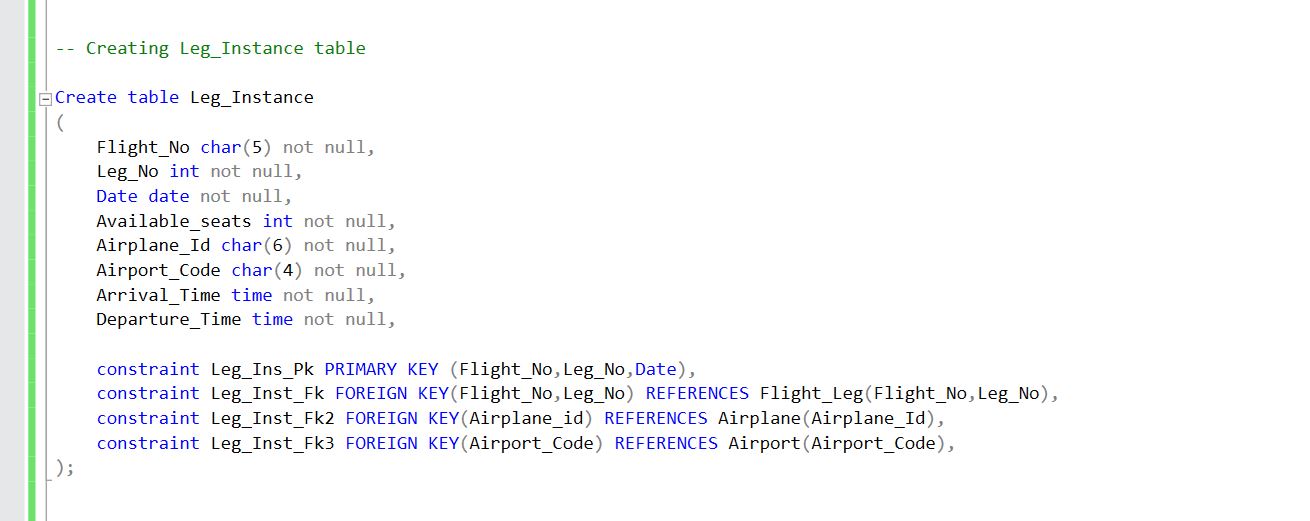 -- Creating Leg_Instance table
Create table Leg_Instance
(
Flight_No char(5) not null,
Leg_No int not null,
Date date not null,
Available_seats int not null,
Airplane_Id char(6) not null,
Airport_Code char(4) not null,
Arrival_Time time not null,
Departure_Time time not null,
constraint Leg_Ins_Pk PRIMARY KEY (Flight_No,Leg_No,Date),
constraint Leg_Inst_Fk FOREIGN KEY(Flight_No,Leg_No) REFERENCES Flight_Leg(Flight_No,Leg_No),
constraint Leg_Inst_Fk2 FOREIGN KEY(Airplane_id) REFERENCES Airplane(Airplane_Id),
constraint Leg_Inst_Fk3 FOREIGN KEY(Airport_Code) REFERENCES Airport(Airport_Code),
);